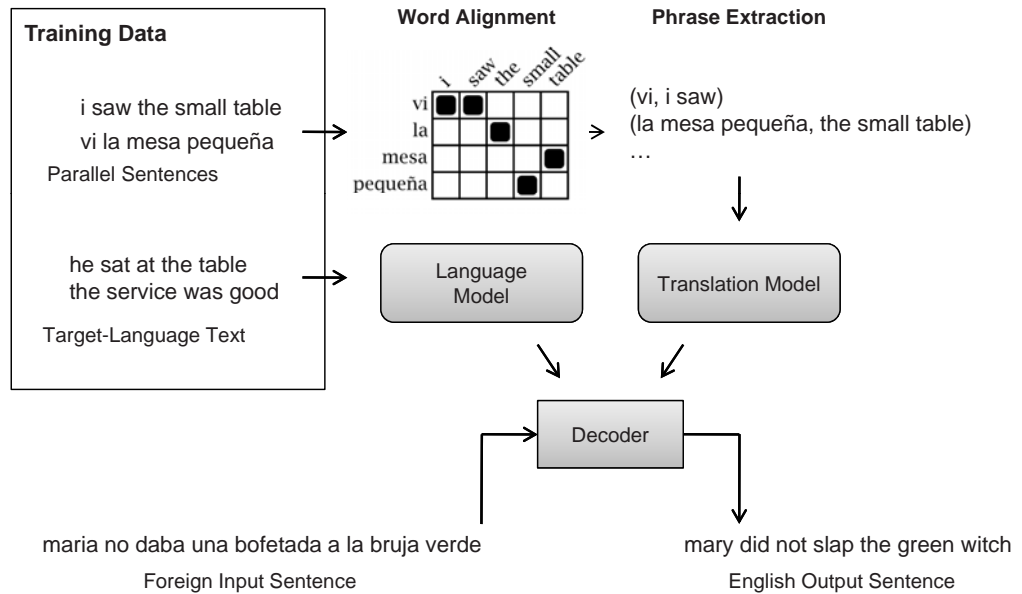 Word Alignment
Phrase Extraction
Training Data
i saw the small table
vi la mesa pequeña
Parallel Sentences
he sat at the table
the service was good
Target-Language Text
i saw the small table
vi
la
mesa
pequeña
(vi, i saw)
(la mesa pequeña, the small table)
…
Language
Model
Translation Model
Decoder
maria no daba una bofetada a la bruja verde
Foreign Input Sentence
mary did not slap the green witch
English Output Sentence